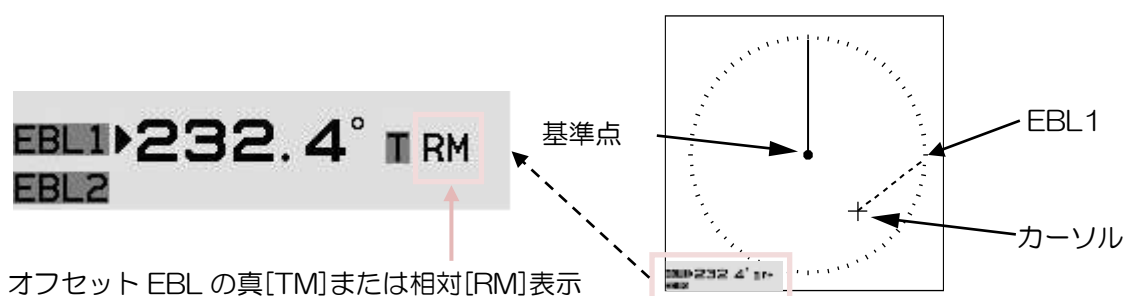 EBL1▶232.4° T RM
EBL2
基準点
EBL1
カーソル
オフセット EBL の真[TM]または相対[RM]表示